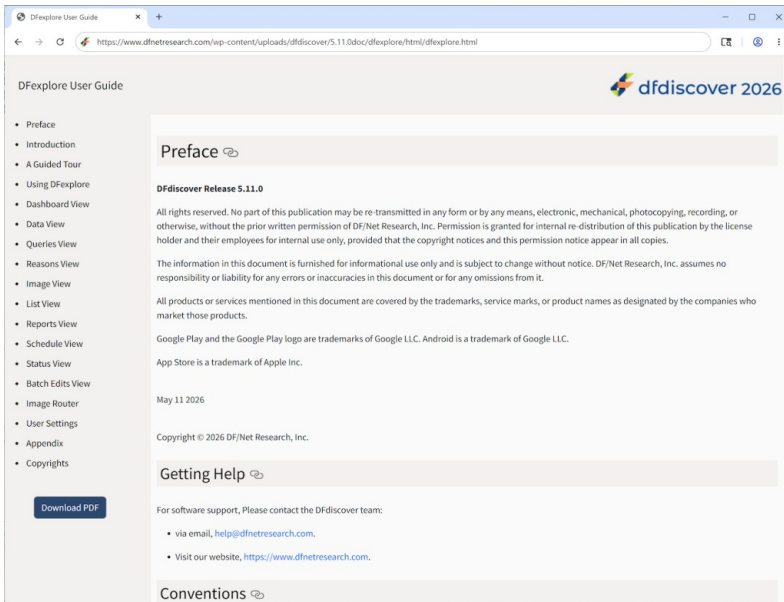 DFexplore User Guide
https://www.dfnetresearch.com/wp-content/uploads/dfdiscover/5.11.0doc/dfexplore/html/dfexplore.html
DFexplore User Guide
dfdiscover 2026
• Preface
• Introduction
• A Guided Tour
• Using DFexplore
• Dashboard View
• Data View
• Queries View
• Reasons View
• Image View
• List View
• Reports View
• Schedule View
• Status View
• Batch Edits View
• Image Router
• User Settings
• Appendix
• Copyrights
Download PDF
Preface
DFdiscover Release 5.11.0
All rights reserved. No part of this publication may be re-transmitted in any form or by any means, electronic, mechanical, photocopying, recording, or
otherwise, without the prior written permission of DF/Net Research, Inc. Permission is granted for internal re-distribution of this publication by the license
holder and their employees for internal use only, provided that the copyright notices and this permission notice appear in all copies.
The information in this document is furnished for informational use only and is subject to change without notice. DF/Net Research, Inc. assumes no
responsibility or liability for any errors or inaccuracies in this document or for any omissions from it.
All products or services mentioned in this document are covered by the trademarks, service marks, or product names as designated by the companies who
market those products.
Google Play and the Google Play logo are trademarks of Google LLC. Android is a trademark of Google LLC.
App Store is a trademark of Apple Inc.
May 11 2026
Copyright © 2026 DF/Net Research, Inc.
Getting Help
For software support, Please contact the DFdiscover team:
• via email, help@dfnetresearch.com.
• Visit our website, https://www.dfnetresearch.com.
Conventions